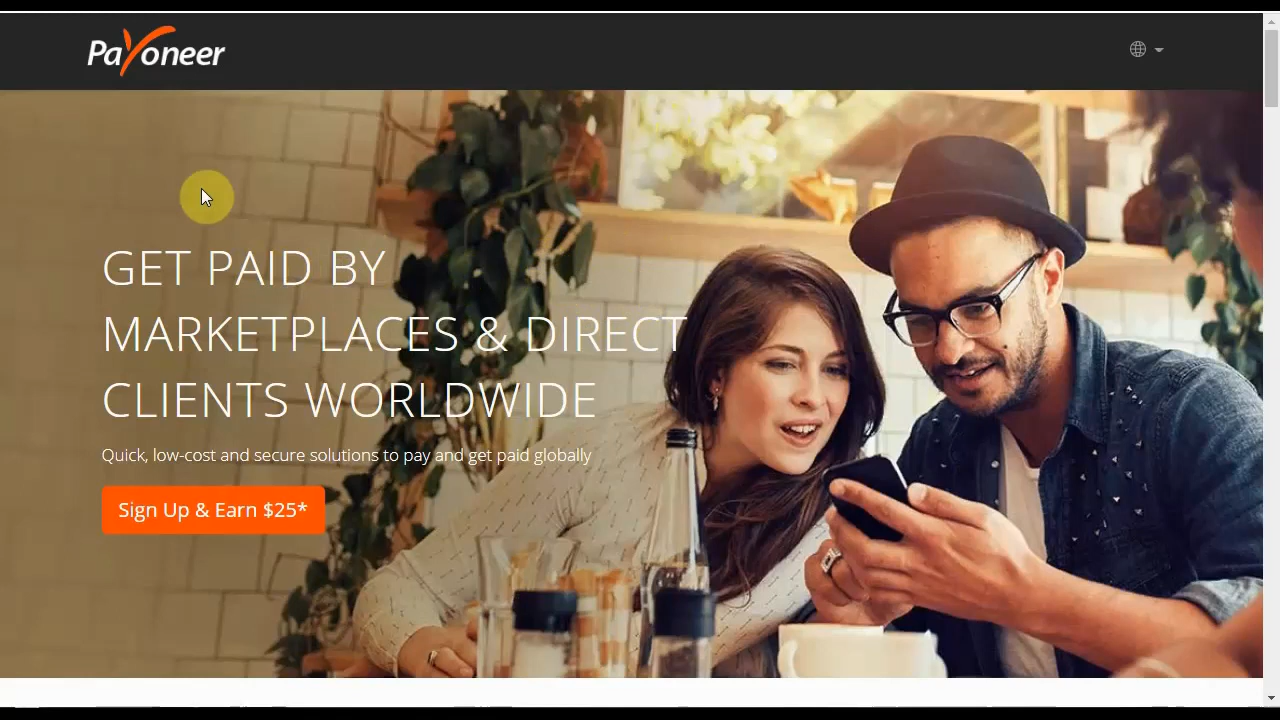 Payoneer
GET PAID BY
MARKETPLACES & DIRECT
CLIENTS WORLDWIDE
Quick, low-cost and secure solutions to pay and get paid globally
Sign Up & Earn $25*